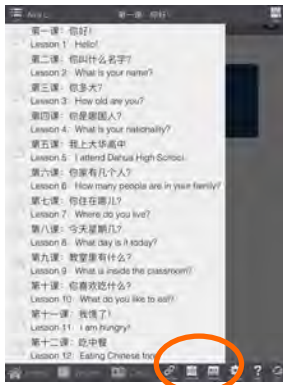 第一课：你好!
第一课：你好!
Lesson 1   Hello!
第二课：你叫什么名字?
Lesson 2   What is your name?
第三课：你多大?
Lesson 3   How old are you?
第四课：你是哪国人?
Lesson 4   What is your nationality?
第五课：我上大华高中
Lesson 5   I attend Dahua High School
第六课：你家有几个人?
Lesson 6   How many people are in your family?
第七课：你住在哪儿?
Lesson 7   Where do you live?
第八课：今天星期几?
Lesson 8   What day is it today?
第九课：教室里有什么?
Lesson 9   What is inside the classroom?
第十课：你喜欢吃什么?
Lesson 10   What do you like to eat?
第十一课：我饿了!
Lesson 11   I am hungry!
第十二课：吃中餐
Lesson 12   Eating Chinese food
?